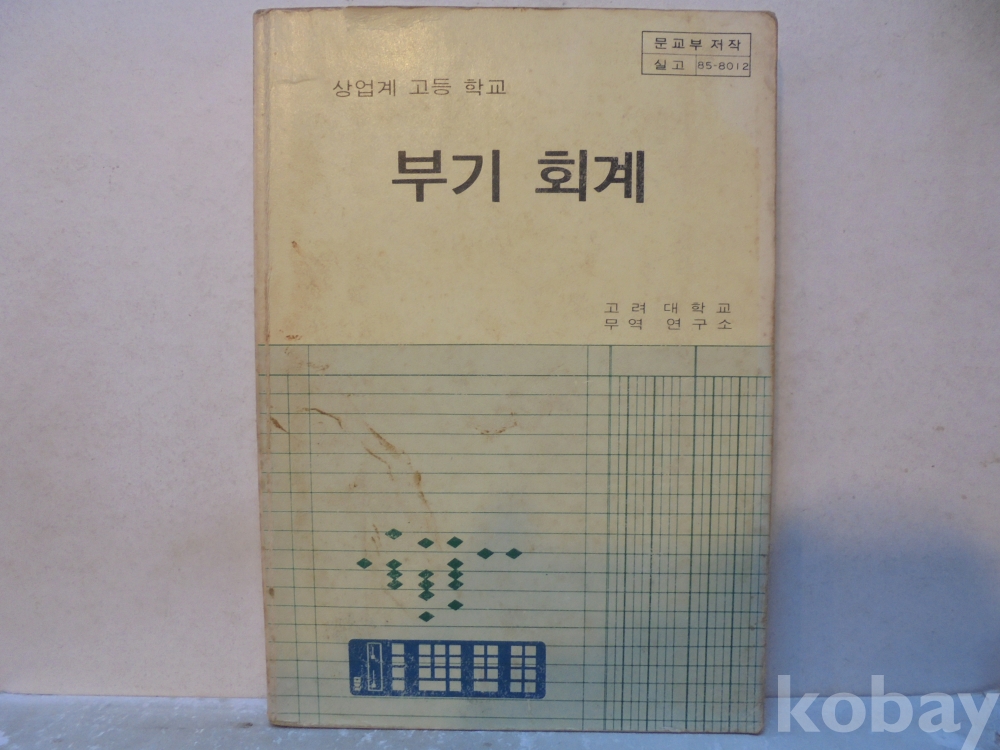 문교부 저작
실고 85-8012
상업계 고등 학교
부기 회계
고려 대학교
무역 연구소
kobay